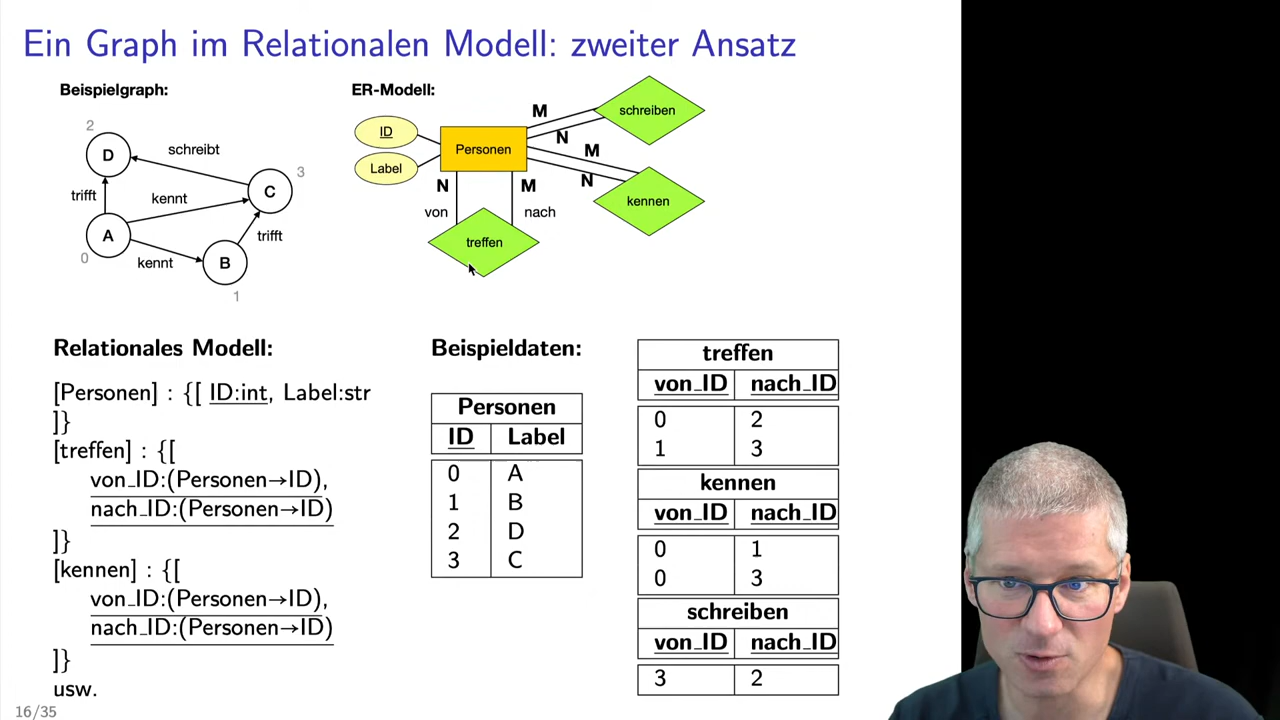 Ein Graph im Relationalen Modell: zweiter Ansatz
Beispielgraph:
2
D
schreibt
3
C
trifft
kennt
A
0
trifft
kennt
B
1
ER-Modell:
ID
Label
Personen
M
N
schreiben
M
N
kennen
N
M
von
nach
treffen
Relationales Modell:
[Personen] : {[ ID:int, Label:str
]}
[treffen] : {[
von_ID:(Personen→ID),
nach_ID:(Personen→ID)
]}
[kennen] : {[
von_ID:(Personen→ID),
nach_ID:(Personen→ID)
]}
usw.
Beispieldaten:
Personen
ID Label
0 A
1 B
2 D
3 C
treffen
von_ID nach_ID
0 2
1 3
kennen
von_ID nach_ID
0 1
0 3
schreiben
von_ID nach_ID
3 2
16/35